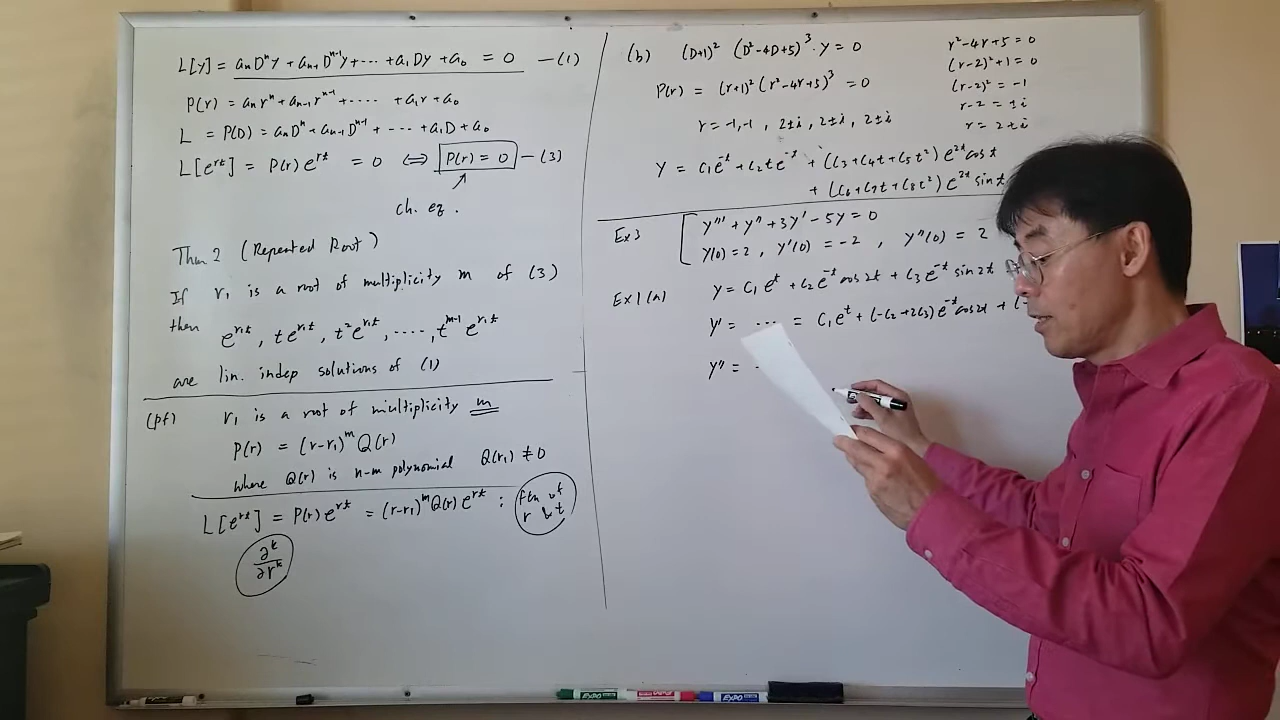 L[y] = aₙDⁿy + aₙ₋₁Dⁿ⁻¹y + ... + a₁Dy + a₀ = 0 — (1)
P(r) = aₙrⁿ + aₙ₋₁rⁿ⁻¹ + ..... + a₁r + a₀
L = P(D) = aₙDⁿ + aₙ₋₁Dⁿ⁻¹ + ... + a₁D + a₀
L[e^{rt}] = P(r)e^{rt} = 0 ⇔ P(r) = 0 — (3)
↗
ch. eq.
Thm 2 (Repeated Root)
If r₁ is a root of multiplicity m of (3)
then e^{r₁t}, te^{r₁t}, t²e^{r₁t}, ...., t^{m-1}e^{r₁t}
are lin. indep solutions of (1)
(pf) r₁ is a root of multiplicity m
P(r) = (r-r₁)^m Q(r)
where Q(r) is n-m polynomial Q(r₁) ≠ 0
L[e^{rt}] = P(r)e^{rt} = (r-r₁)^m Q(r)e^{rt} : fcn of
r & t
∂ᵏ/∂rᵏ
(b) (D+1)² (D²-4D+5)³ · y = 0
P(r) = (r+1)² (r²-4r+5)³ = 0
r = -1, -1, 2±i, 2±i, 2±i
r²-4r+5 = 0
(r-2)²+1 = 0
(r-2)² = -1
r-2 = ±i
r = 2±i
y = c₁e^{-t} + c₂te^{-t} + (c₃+c₄t+c₅t²)e^{2t}cos t
+ (c₆+c₇t+c₈t²)e^{2t}sin t
Ex3 y''' + y'' + 3y' - 5y = 0
y(0)=2, y'(0) = -2, y''(0) = 2
Ex1(a) y = c₁e^t + c₂e^{-t}cos 2t + c₃e^{-t}sin 2t
y' = ... = c₁e^t + (-c₂+2c₃)e^{-t}cos2t + (-
y'' =
EXPO
EXPO
EXPO
EXPO